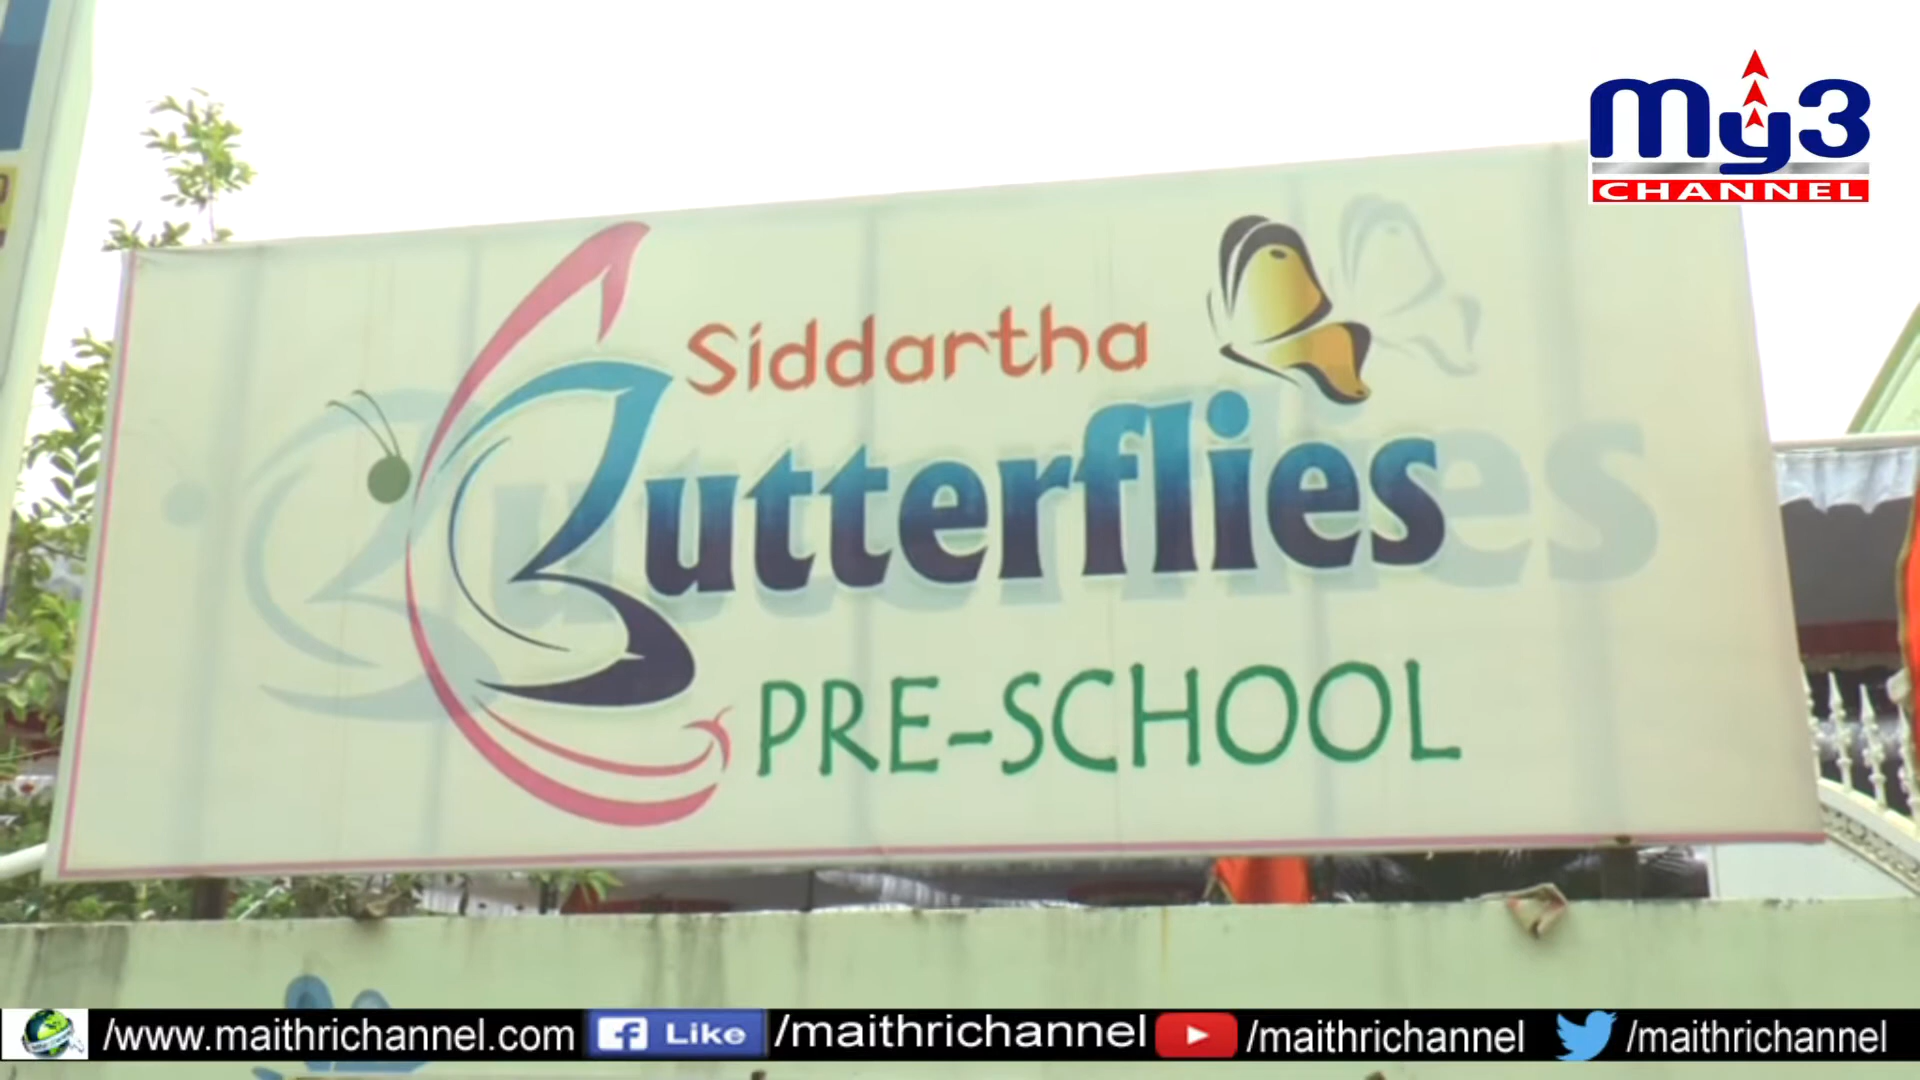 my3
CHANNEL
Siddartha
Butterflies
PRE-SCHOOL
/www.maithrichannel.com Like /maithrichannel /maithrichannel /maithrichannel